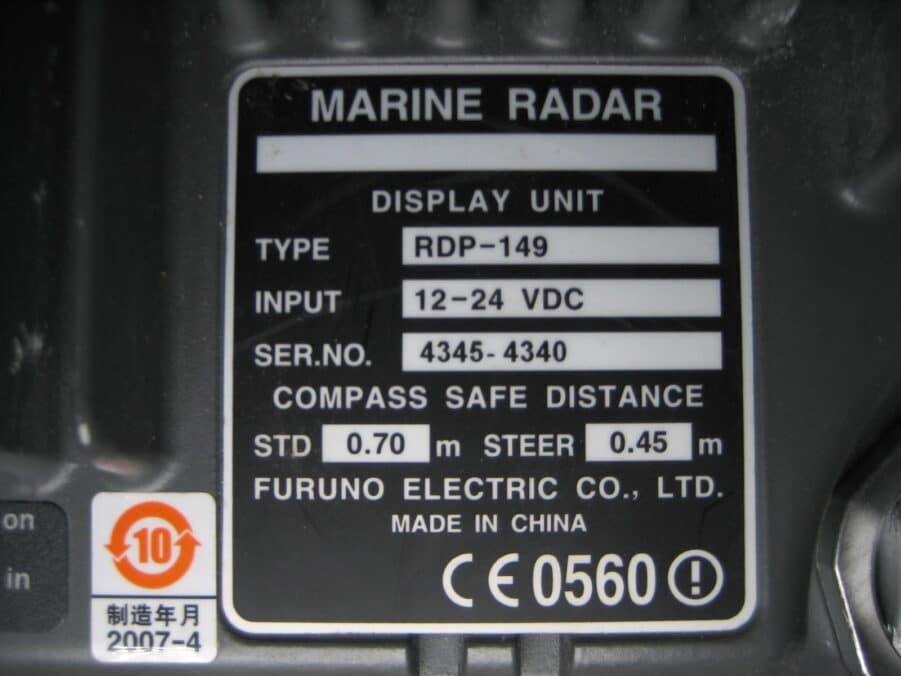 MARINE RADAR
DISPLAY UNIT
TYPE RDP-149
INPUT 12-24 VDC
SER.NO. 4345-4340
COMPASS SAFE DISTANCE
STD 0.70 m STEER 0.45 m
FURUNO ELECTRIC CO., LTD.
MADE IN CHINA
CE 0560
on
in
10
制造年月
2007-4